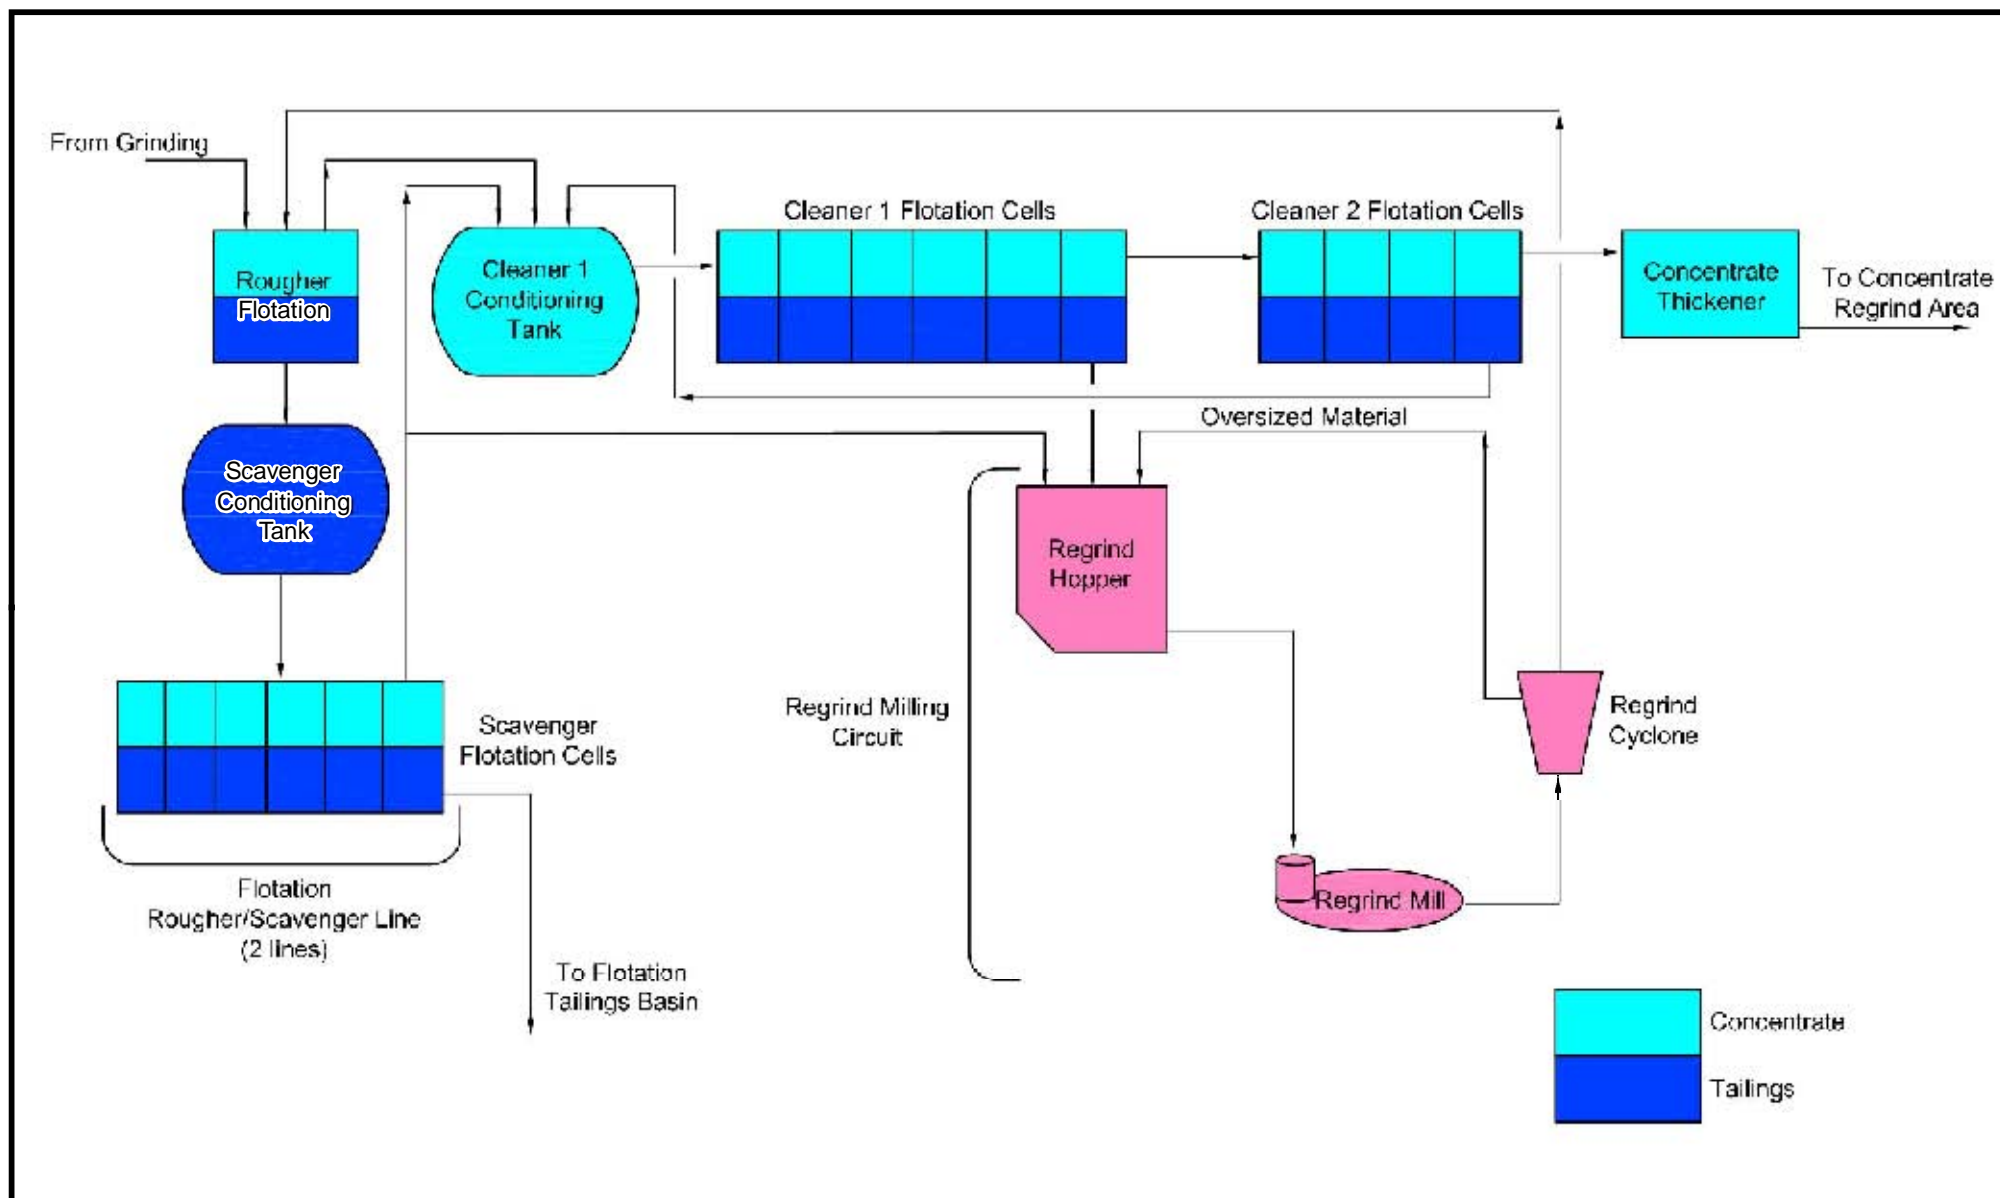 From Grinding
Rougher
Flotation
Cleaner 1
Conditioning
Tank
Cleaner 1 Flotation Cells
Cleaner 2 Flotation Cells
Concentrate
Thickener
To Concentrate
Regrind Area
Oversized Material
Scavenger
Conditioning
Tank
Regrind
Hopper
Scavenger
Flotation Cells
Regrind Milling
Circuit
Regrind
Cyclone
Regrind Mill
Flotation
Rougher/Scavenger Line
(2 lines)
To Flotation
Tailings Basin
Concentrate
Tailings